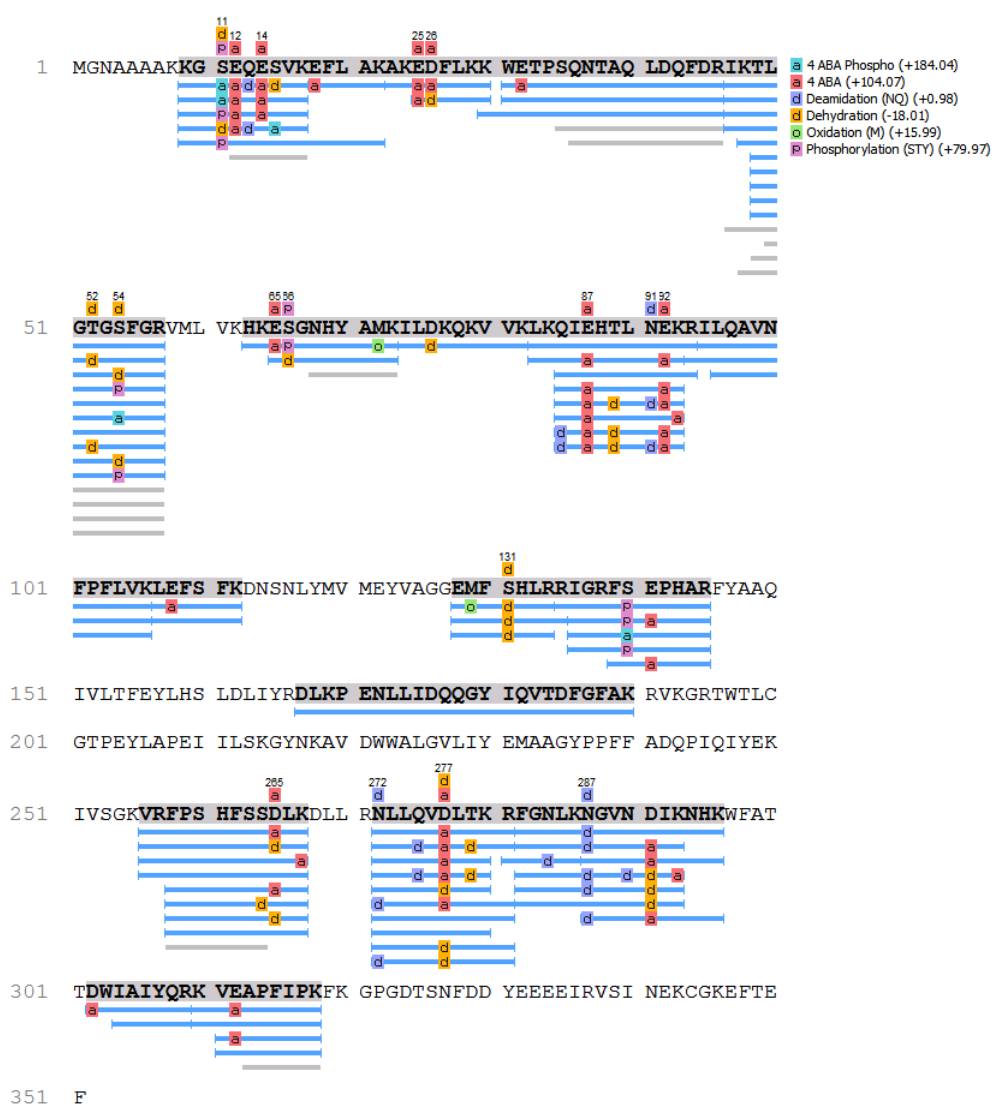 11
d
12 14 25 26
p a a a a
1 MGNAAAAKKG SEQESVKEFL AKAKEDFLKK WETPSQNTAQ LDQFDRIKTL
a a d a d a a a a
a a a a d
p a a
d a d a
p
a 4 ABA Phospho (+184.04)
a 4 ABA (+104.07)
d Deamidation (NQ) (+0.98)
d Dehydration (-18.01)
o Oxidation (M) (+15.99)
p Phosphorylation (STY) (+79.97)
52 54 65 56 87 91 92
d d a p a d a
51 GTGSFGRVML VKHKESGNHY AMKILDKQKV VKLKQIEHTL NEKRILQAVN
a p o d
d d a a
d
p a a
a d d a
a a a
d a d a
d d a d d a
d
p
131
d
101 FPFLVKLEFS FKDNSNLYMV MEYVAGGEMF SHLRRIGRFS EPHARFYAAQ
a o d p
d p a
d a
p
a
151 IVLTFEYLHS LDLIYRDLKP ENLLIDQQGY IQVTDFGFAK RVKGRTWTLC
201 GTPEYLAPEI ILSKGYNKAV DWWALGVLIY EMAAGYPPFF ADQPIQIYEK
277
265 272 d 287
a d a d
251 IVSGKVRFPS HFSSDLKDLL RNLLQVDLTK RFGNLKNGVN DIKNHKWFAT
a a d
d d a d a
a a d a
d a d d d d a
a d d d
d d a d
d d a
d
d d
301 TDWIAIYQRK VEAPFIPKFK GPGDTSNFDD YEEEEIRVSI NEKCGKEFTE
a a
a
351 F